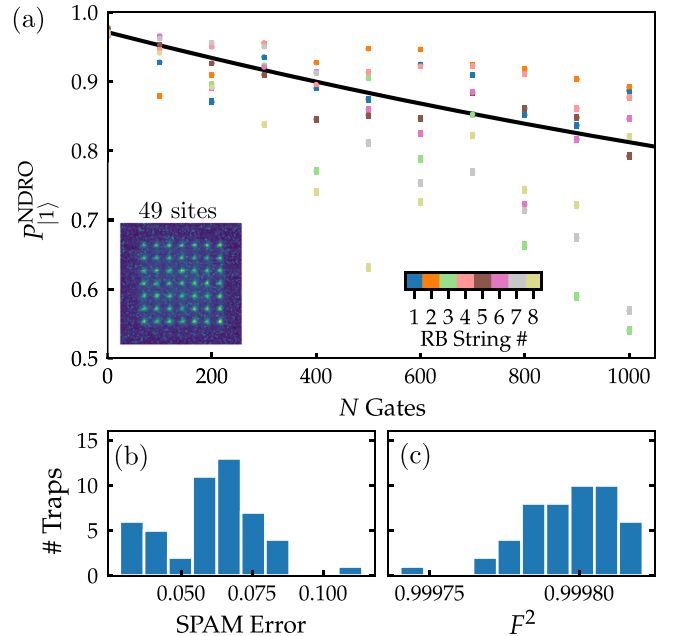 (a)
1.0
0.9
0.8
0.7
0.6
0.5
P^{NDRO}_{|1⟩}
49 sites
1 2 3 4 5 6 7 8
RB String #
0 200 400 600 800 1000
N Gates
(b)
15
10
5
0
# Traps
0.050 0.075 0.100
SPAM Error
(c)
0.99975 0.99980
F²